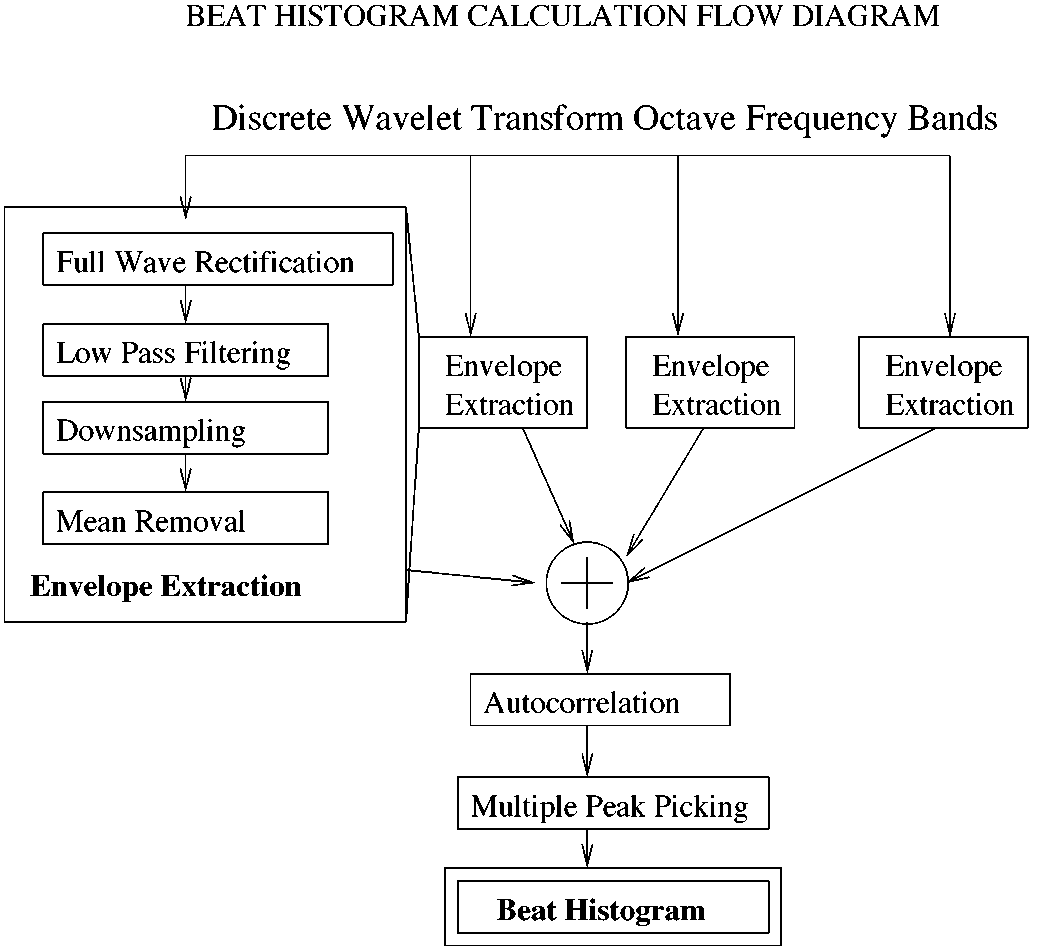 BEAT HISTOGRAM CALCULATION FLOW DIAGRAM
Discrete Wavelet Transform Octave Frequency Bands
Full Wave Rectification
Low Pass Filtering
Downsampling
Mean Removal
Envelope Extraction
Envelope
Extraction
Envelope
Extraction
Envelope
Extraction
Autocorrelation
Multiple Peak Picking
Beat Histogram